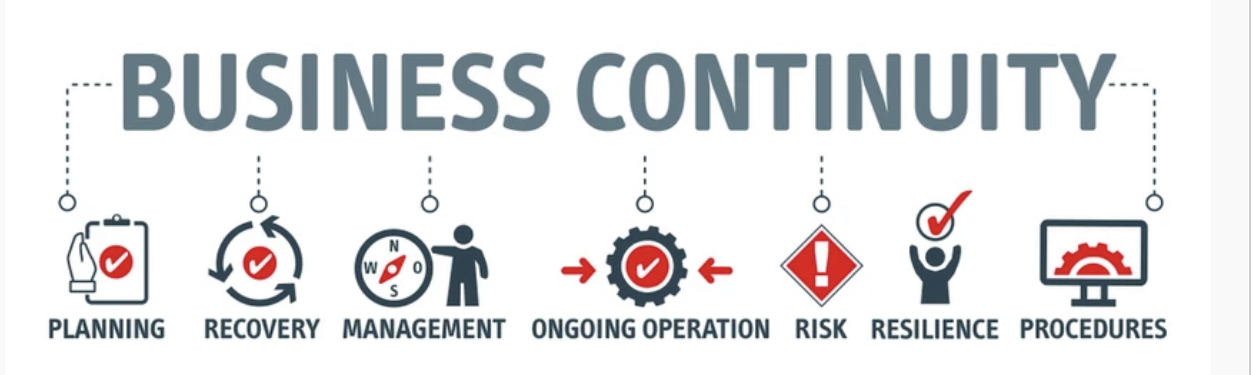 BUSINESS CONTINUITY
N
W O
S
PLANNING RECOVERY MANAGEMENT ONGOING OPERATION RISK RESILIENCE PROCEDURES